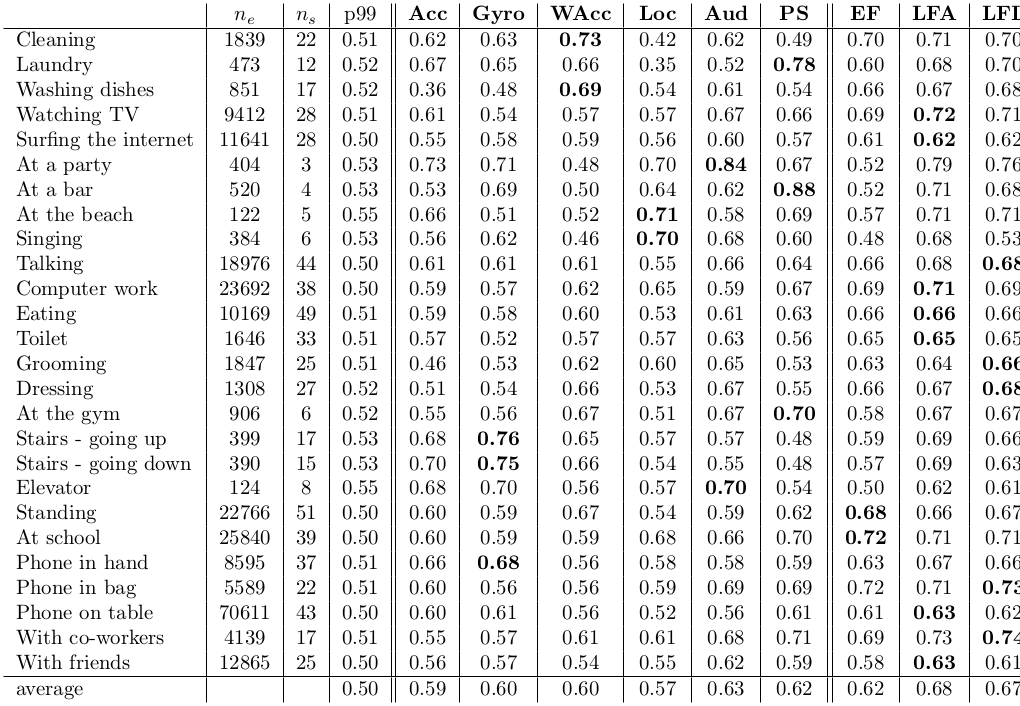 n_e n_s p99 Acc Gyro WAcc Loc Aud PS EF LFA LFL
Cleaning 1839 22 0.51 0.62 0.63 0.73 0.42 0.62 0.49 0.70 0.71 0.70
Laundry 473 12 0.52 0.67 0.65 0.66 0.35 0.52 0.78 0.60 0.68 0.70
Washing dishes 851 17 0.52 0.36 0.48 0.69 0.54 0.61 0.54 0.66 0.67 0.68
Watching TV 9412 28 0.51 0.61 0.54 0.57 0.57 0.67 0.66 0.69 0.72 0.71
Surfing the internet 11641 28 0.50 0.55 0.58 0.59 0.56 0.60 0.57 0.61 0.62 0.62
At a party 404 3 0.53 0.73 0.71 0.48 0.70 0.84 0.67 0.52 0.79 0.76
At a bar 520 4 0.53 0.53 0.69 0.50 0.64 0.62 0.88 0.52 0.71 0.68
At the beach 122 5 0.55 0.66 0.51 0.52 0.71 0.58 0.69 0.57 0.71 0.71
Singing 384 6 0.53 0.56 0.62 0.46 0.70 0.68 0.60 0.48 0.68 0.53
Talking 18976 44 0.50 0.61 0.61 0.61 0.55 0.66 0.64 0.66 0.68 0.68
Computer work 23692 38 0.50 0.59 0.57 0.62 0.65 0.59 0.67 0.69 0.71 0.69
Eating 10169 49 0.51 0.59 0.58 0.60 0.53 0.61 0.63 0.66 0.66 0.66
Toilet 1646 33 0.51 0.57 0.52 0.57 0.57 0.63 0.56 0.65 0.65 0.65
Grooming 1847 25 0.51 0.46 0.53 0.62 0.60 0.65 0.53 0.63 0.64 0.66
Dressing 1308 27 0.52 0.51 0.54 0.66 0.53 0.67 0.55 0.66 0.67 0.68
At the gym 906 6 0.52 0.55 0.56 0.67 0.51 0.67 0.70 0.58 0.67 0.67
Stairs - going up 399 17 0.53 0.68 0.76 0.65 0.57 0.57 0.48 0.59 0.69 0.66
Stairs - going down 390 15 0.53 0.70 0.75 0.66 0.54 0.55 0.48 0.57 0.69 0.63
Elevator 124 8 0.55 0.68 0.70 0.56 0.57 0.70 0.54 0.50 0.62 0.61
Standing 22766 51 0.50 0.60 0.59 0.67 0.54 0.59 0.62 0.68 0.66 0.67
At school 25840 39 0.50 0.60 0.59 0.59 0.68 0.66 0.70 0.72 0.71 0.71
Phone in hand 8595 37 0.51 0.66 0.68 0.56 0.58 0.58 0.59 0.63 0.67 0.66
Phone in bag 5589 22 0.51 0.60 0.56 0.56 0.59 0.69 0.69 0.72 0.71 0.73
Phone on table 70611 43 0.50 0.60 0.61 0.56 0.52 0.56 0.61 0.61 0.63 0.62
With co-workers 4139 17 0.51 0.55 0.57 0.61 0.61 0.68 0.71 0.69 0.73 0.74
With friends 12865 25 0.50 0.56 0.57 0.54 0.55 0.62 0.59 0.58 0.63 0.61
average 0.50 0.59 0.60 0.60 0.57 0.63 0.62 0.62 0.68 0.67